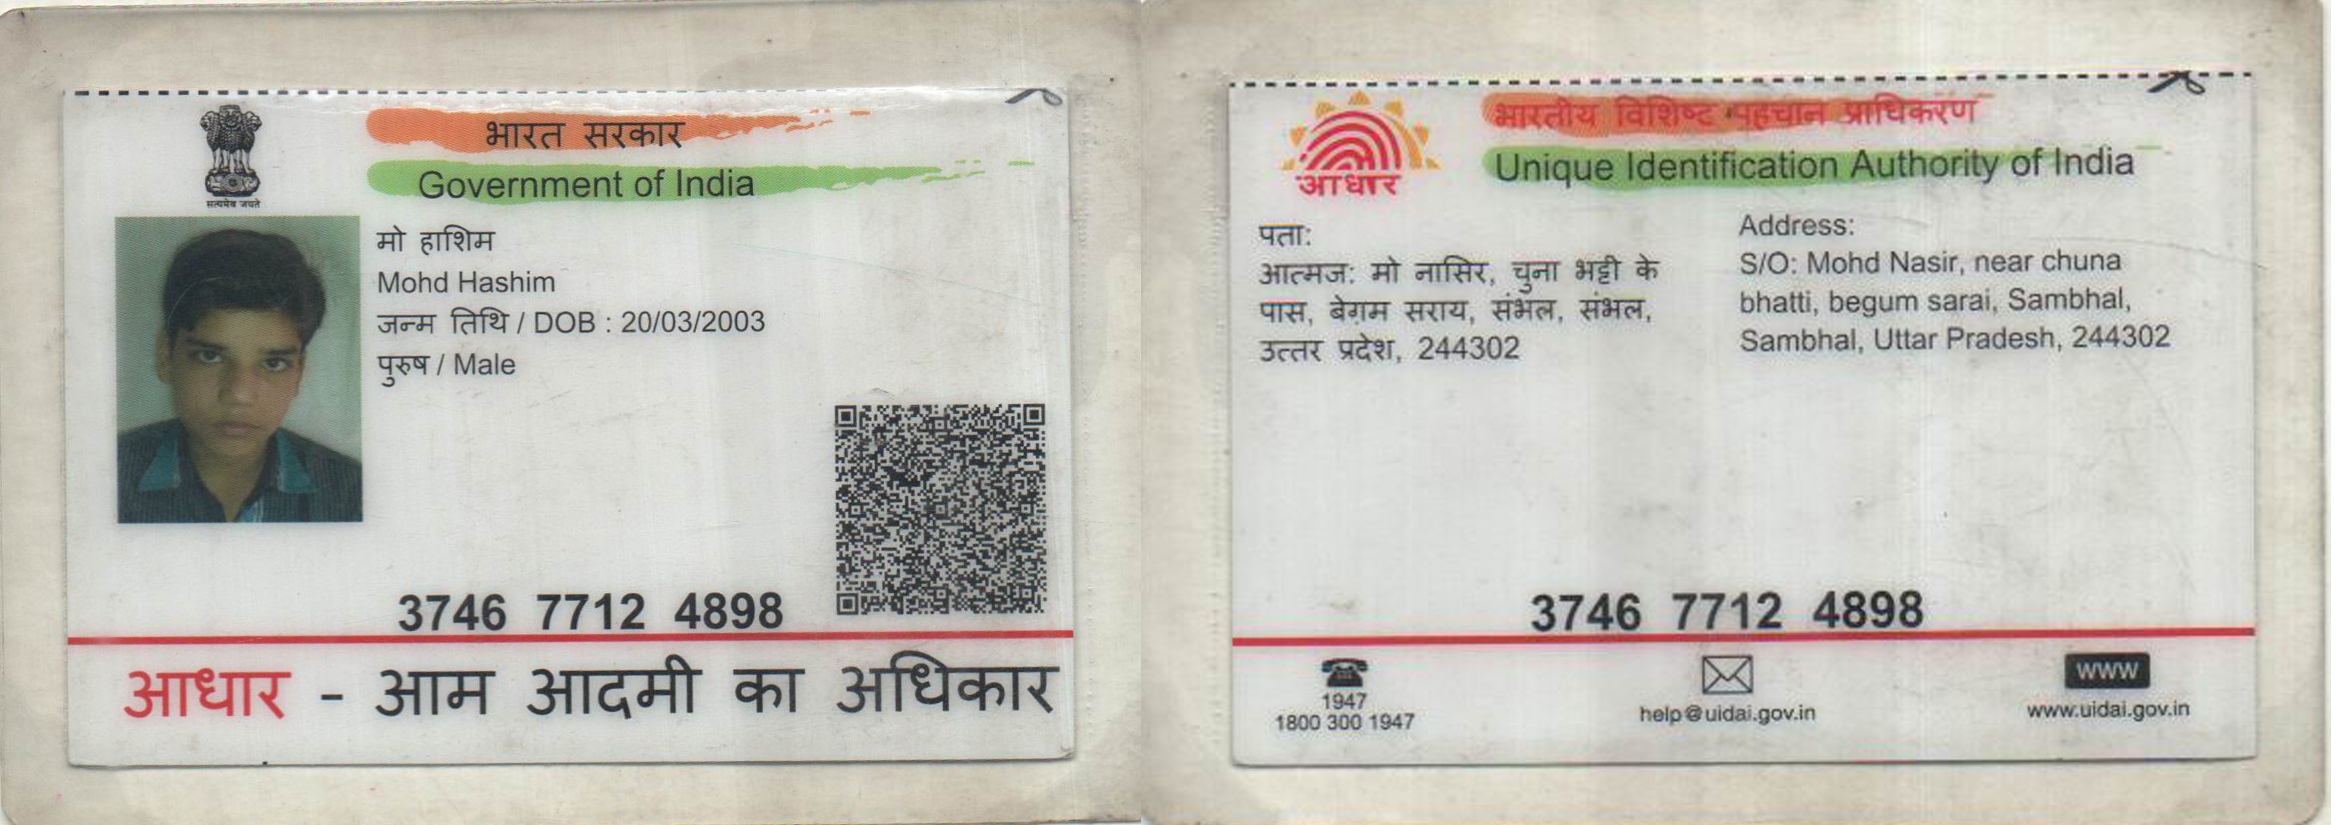 भारत सरकार
Government of India
सत्यमेव जयते
मो हाशिम
Mohd Hashim
जन्म तिथि / DOB : 20/03/2003
पुरुष / Male
3746 7712 4898
आधार - आम आदमी का अधिकार
भारतीय विशिष्ट पहचान प्राधिकरण
Unique Identification Authority of India
आधार
पता:
आत्मज: मो नासिर, चुना भट्टी के
पास, बेगम सराय, संभल, संभल,
उत्तर प्रदेश, 244302
Address:
S/O: Mohd Nasir, near chuna
bhatti, begum sarai, Sambhal,
Sambhal, Uttar Pradesh, 244302
3746 7712 4898
1947
1800 300 1947
help@uidai.gov.in
www
www.uidai.gov.in